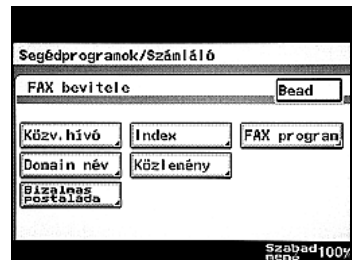 Segédprogramok/Számláló
FAX bevitele
Bead
Közv.hívó
Index
FAX program
Domain név
Közlemény
Bizalmas
postaláda
Szabad
100%